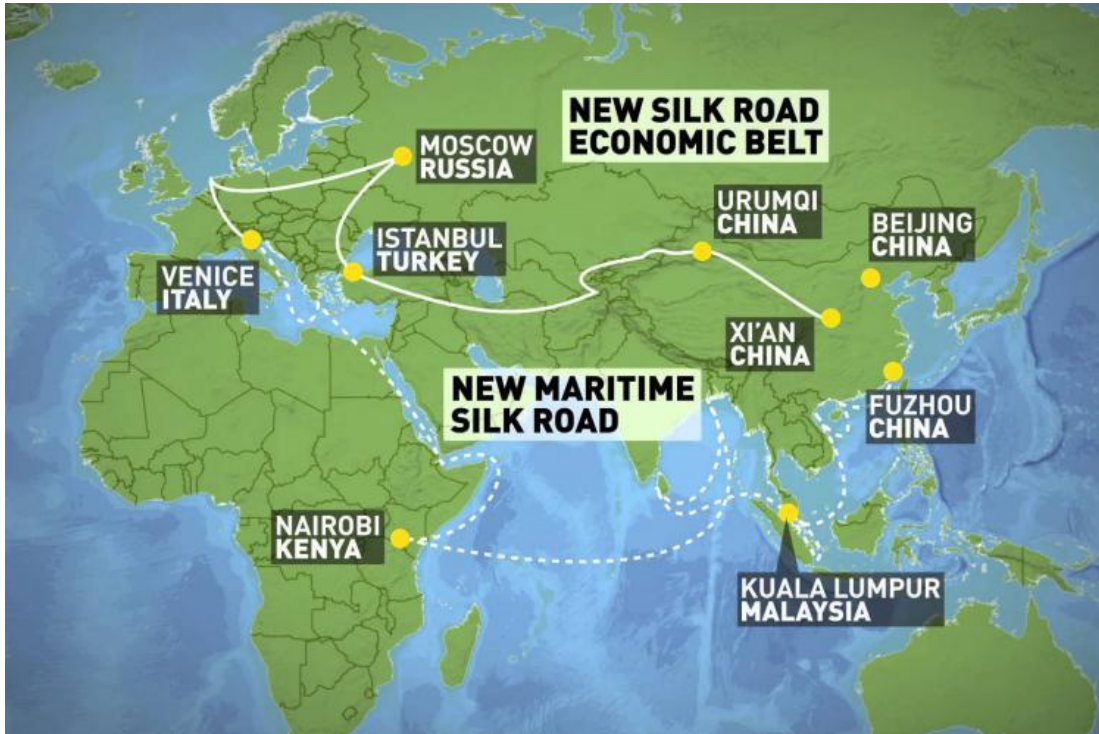 NEW SILK ROAD
ECONOMIC BELT
MOSCOW
RUSSIA
URUMQI
CHINA
BEIJING
CHINA
ISTANBUL
TURKEY
VENICE
ITALY
XI'AN
CHINA
NEW MARITIME
SILK ROAD
FUZHOU
CHINA
NAIROBI
KENYA
KUALA LUMPUR
MALAYSIA